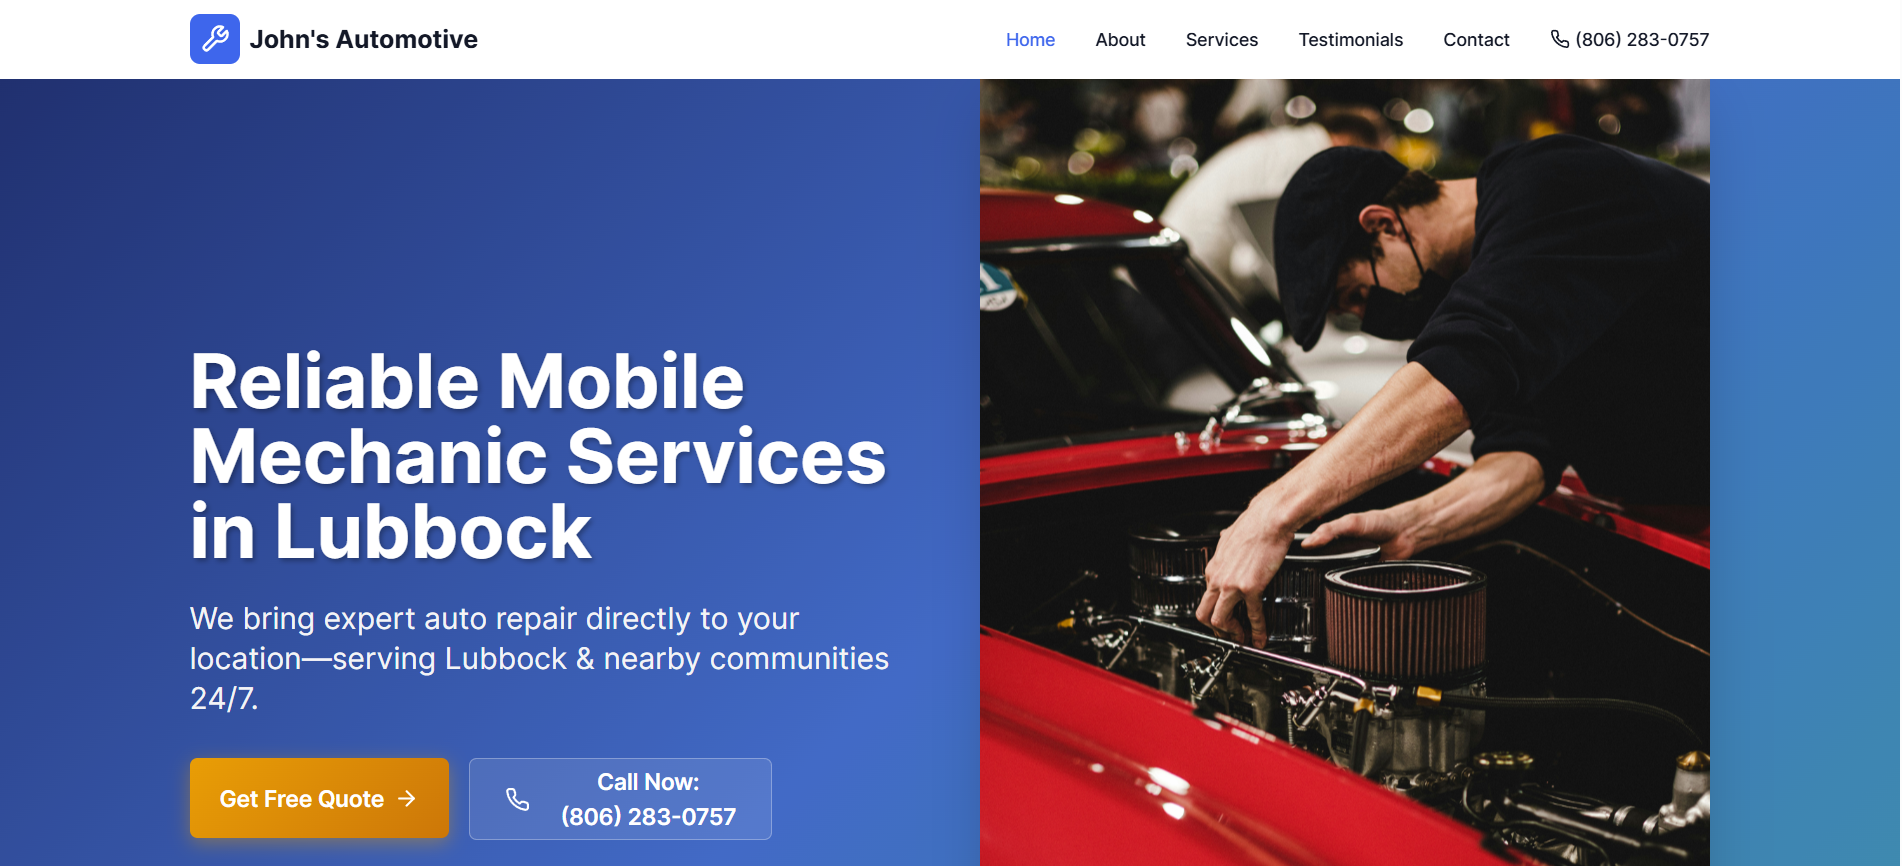 John's Automotive
Home
About
Services
Testimonials
Contact
(806) 283-0757
Reliable Mobile
Mechanic Services
in Lubbock
We bring expert auto repair directly to your
location—serving Lubbock & nearby communities
24/7.
Get Free Quote
Call Now:
(806) 283-0757